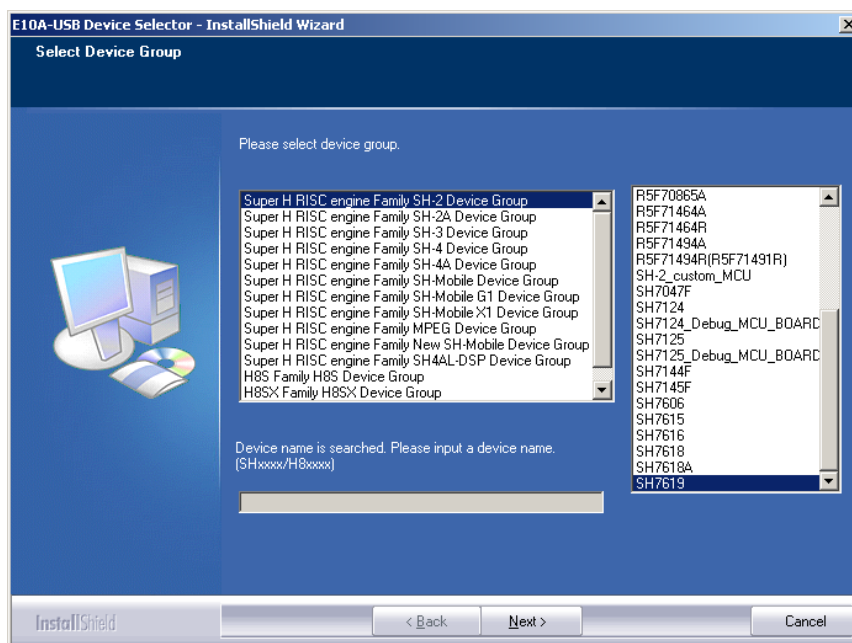 E10A-USB Device Selector - InstallShield Wizard
Select Device Group
Please select device group.
Super H RISC engine Family SH-2 Device Group
Super H RISC engine Family SH-2A Device Group
Super H RISC engine Family SH-3 Device Group
Super H RISC engine Family SH-4 Device Group
Super H RISC engine Family SH-4A Device Group
Super H RISC engine Family SH-Mobile Device Group
Super H RISC engine Family SH-Mobile G1 Device Group
Super H RISC engine Family SH-Mobile X1 Device Group
Super H RISC engine Family MPEG Device Group
Super H RISC engine Family New SH-Mobile Device Group
Super H RISC engine Family SH4AL-DSP Device Group
H8S Family H8S Device Group
H8SX Family H8SX Device Group
R5F70865A
R5F71464A
R5F71464R
R5F71494A
R5F71494R(R5F71491R)
SH-2_custom_MCU
SH7047F
SH7124
SH7124_Debug_MCU_BOARD
SH7125
SH7125_Debug_MCU_BOARD
SH7144F
SH7145F
SH7606
SH7615
SH7616
SH7618
SH7618A
SH7619
Device name is searched. Please input a device name.
(SHxxxx/H8xxxx)
InstallShield
< Back
Next >
Cancel